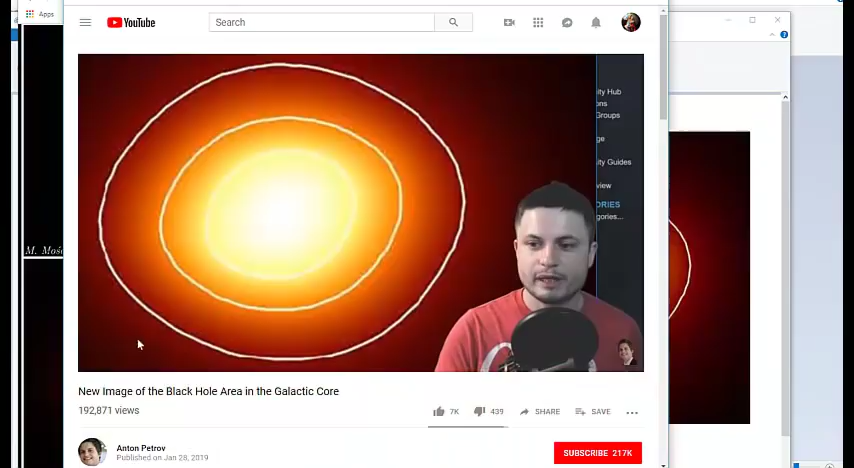 Apps
YouTube
Search
ity Hub
ons
Groups
ge
ity Guides
view
ORIES
gories...
M. Mość
New Image of the Black Hole Area in the Galactic Core
192,871 views
7K
439
SHARE
SAVE
Anton Petrov
Published on Jan 28, 2019
SUBSCRIBE 217K